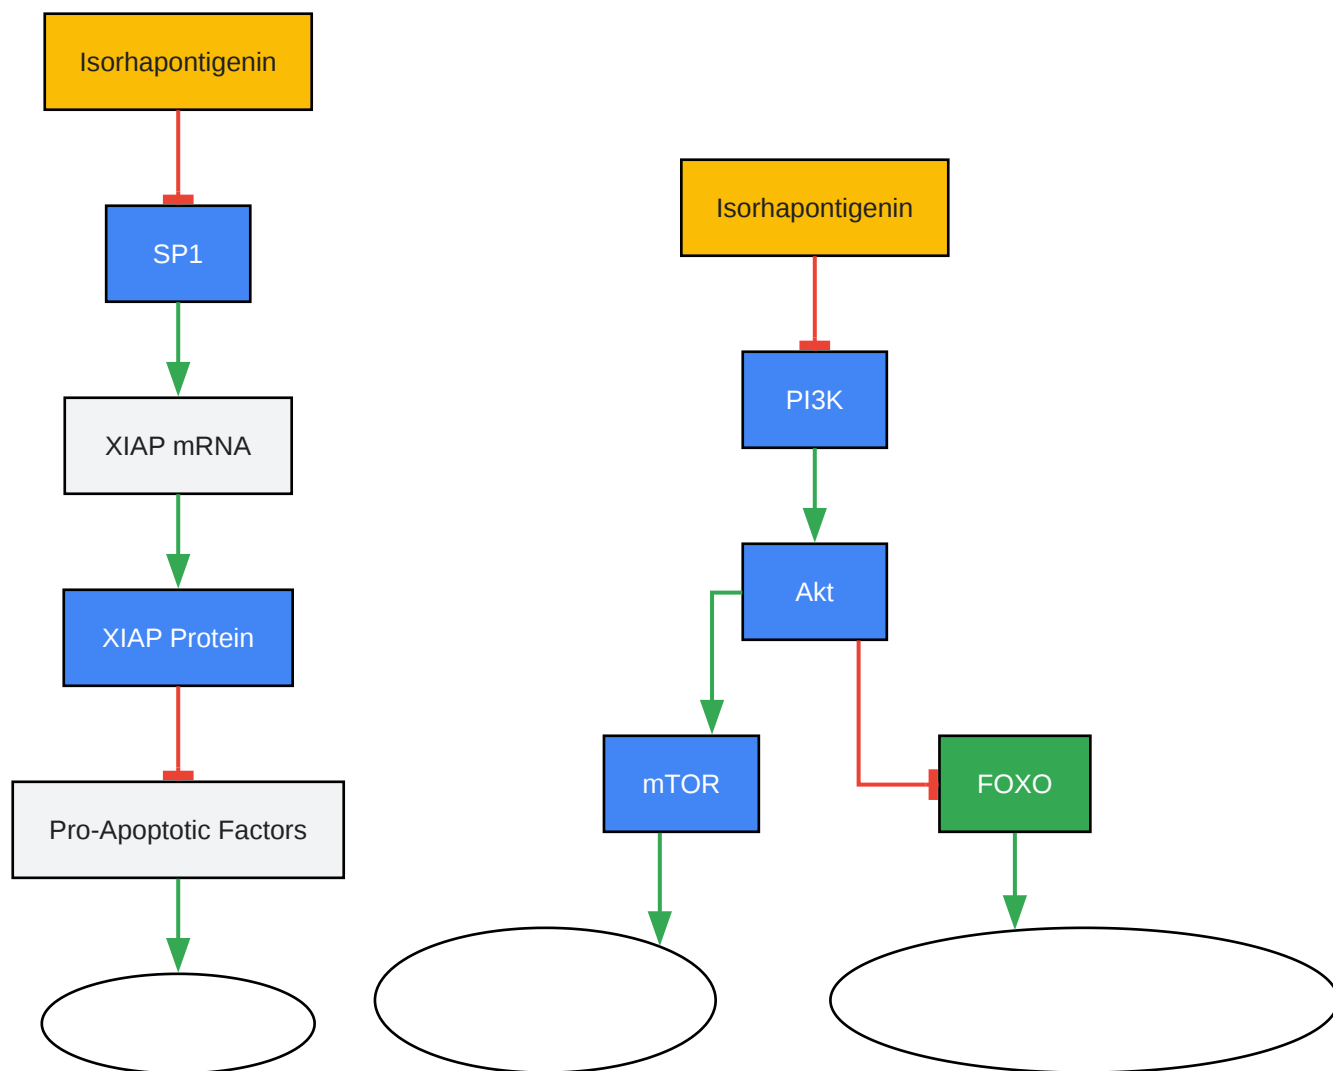 Isorhapontigenin
SP1
XIAP mRNA
XIAP Protein
Pro-Apoptotic Factors
Isorhapontigenin
PI3K
Akt
mTOR
FOXO